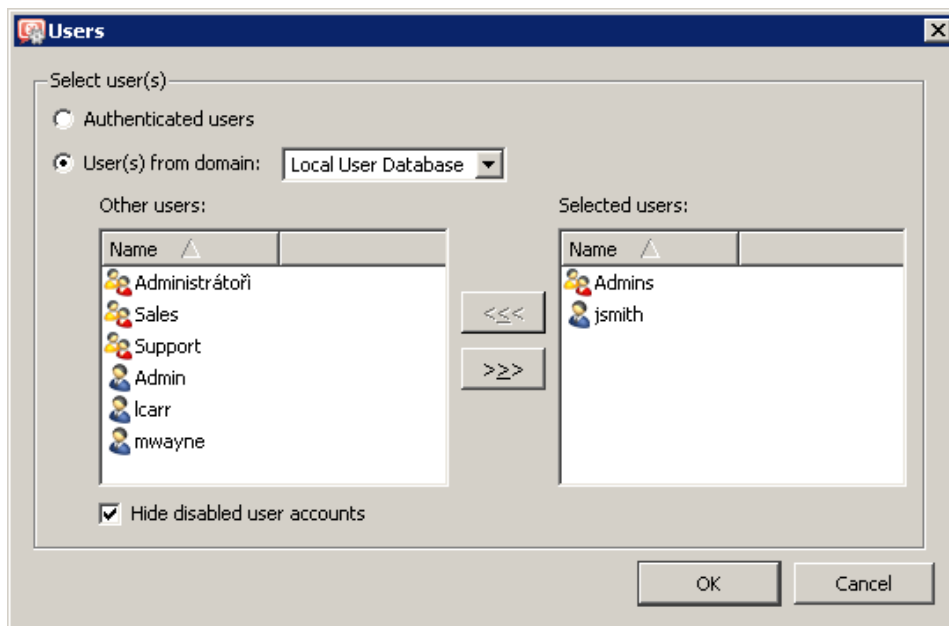 Users
Select user(s)
Authenticated users
User(s) from domain: Local User Database
Other users:
Selected users:
Name
Name
Administrátoři
Sales
Support
Admin
lcarr
mwayne
<<<
>>>
Admins
jsmith
Hide disabled user accounts
OK
Cancel